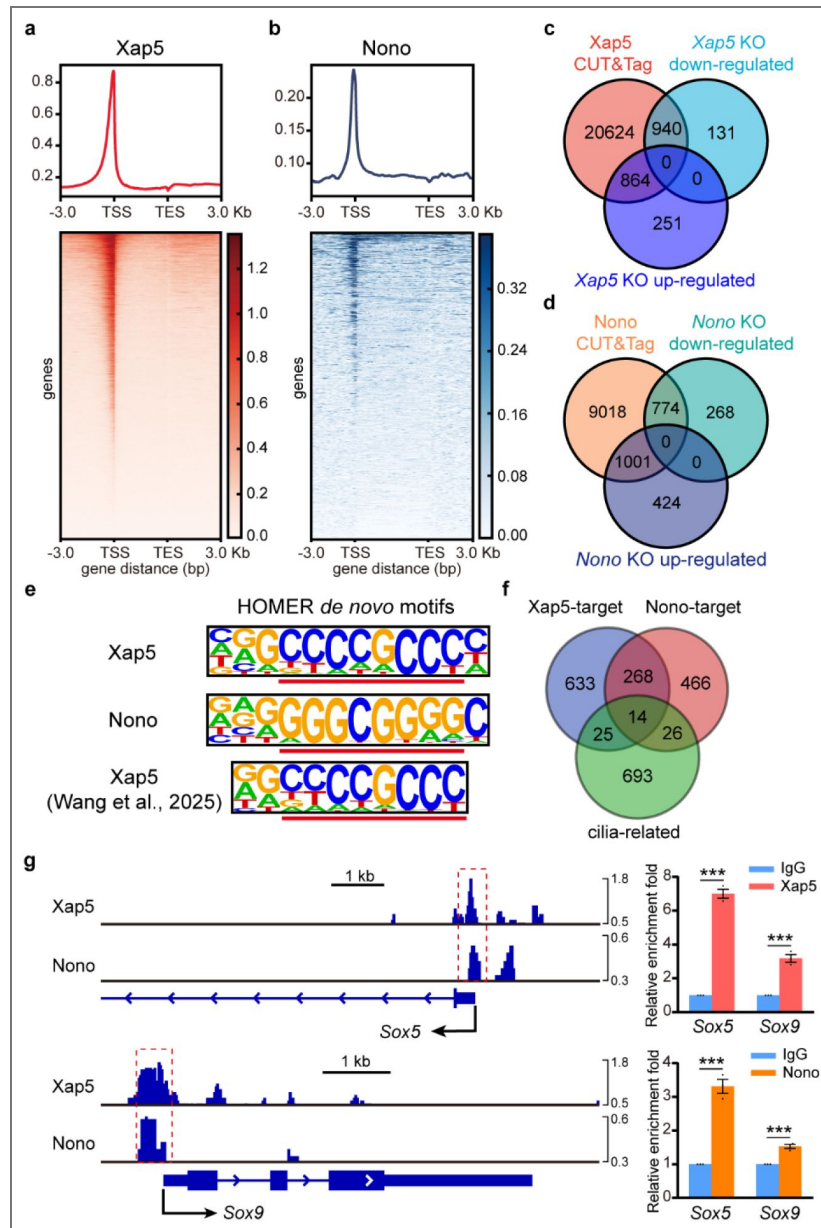 a
Xap5
0.8
0.6
0.4
0.2
-3.0 TSS TES 3.0 Kb
1.2
1.0
0.8
0.6
0.4
0.2
0.0
genes
-3.0 TSS TES 3.0 Kb
gene distance (bp)
b
Nono
0.20
0.15
0.10
-3.0 TSS TES 3.0 Kb
0.32
0.24
0.16
0.08
0.00
-3.0 TSS TES 3.0 Kb
gene distance (bp)
c
Xap5
CUT&Tag
Xap5 KO
down-regulated
20624 940 131
0
864 0
251
Xap5 KO up-regulated
d
Nono
CUT&Tag
Nono KO
down-regulated
9018 774 268
0
1001 0
424
Nono KO up-regulated
e
HOMER de novo motifs
Xap5
Nono
Xap5
(Wang et al., 2025)
f
Xap5-target Nono-target
633 268 466
14
25 26
693
cilia-related
g
1 kb
Xap5
1.8
0.5
Nono
0.6
0.3
Sox5
1 kb
Xap5
1.8
0.5
Nono
0.6
0.3
Sox9
IgG
Xap5
Relative enrichment fold
8
6
4
2
0
***
***
Sox5 Sox9
IgG
Nono
Relative enrichment fold
4
3
2
1
0
***
***
Sox5 Sox9